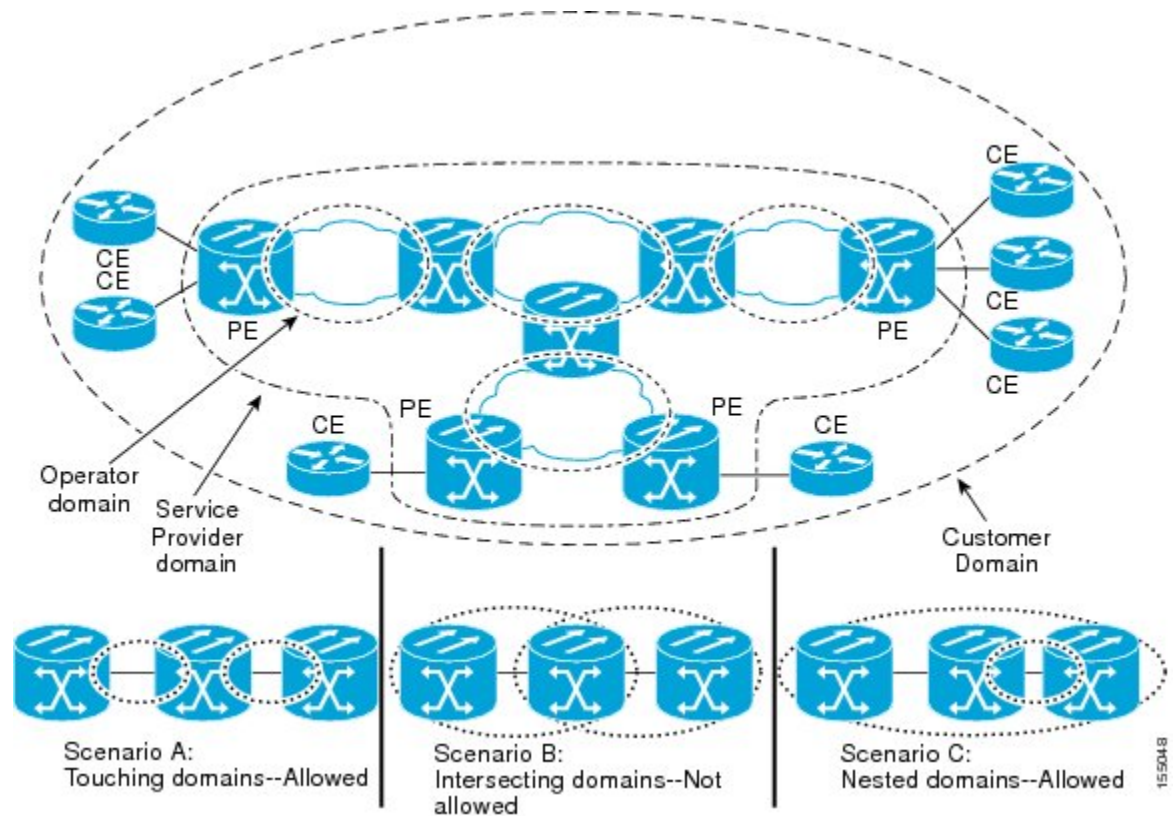 CE
CE
CE
CE
PE
PE
CE
CE
PE
PE
CE
CE
Operator
domain
Service
Provider
domain
Customer
Domain
Scenario A:
Touching domains--Allowed
Scenario B:
Intersecting domains--Not
allowed
Scenario C:
Nested domains--Allowed
155048